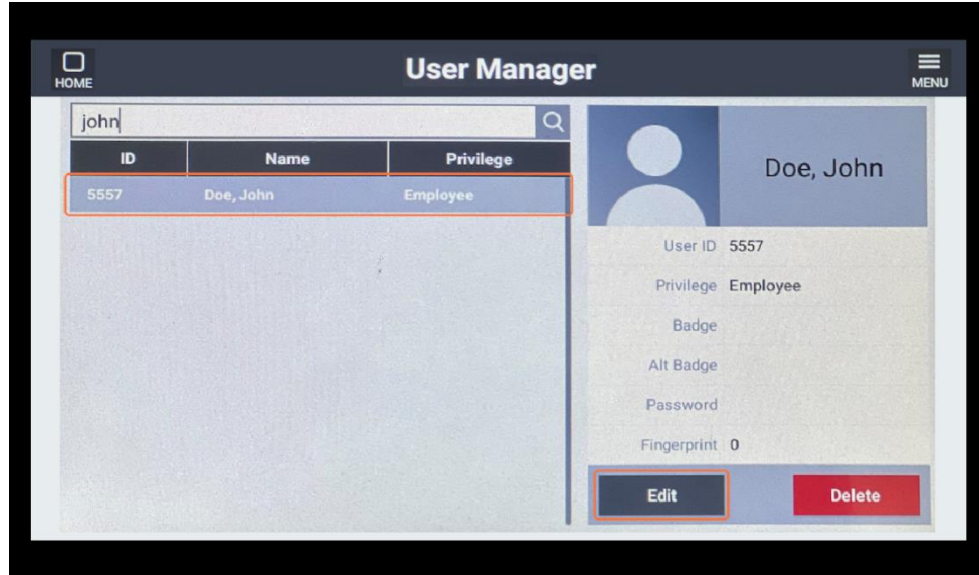 HOME
User Manager
MENU
john
ID Name Privilege
5557 Doe, John Employee
Doe, John
User ID 5557
Privilege Employee
Badge
Alt Badge
Password
Fingerprint 0
Edit Delete